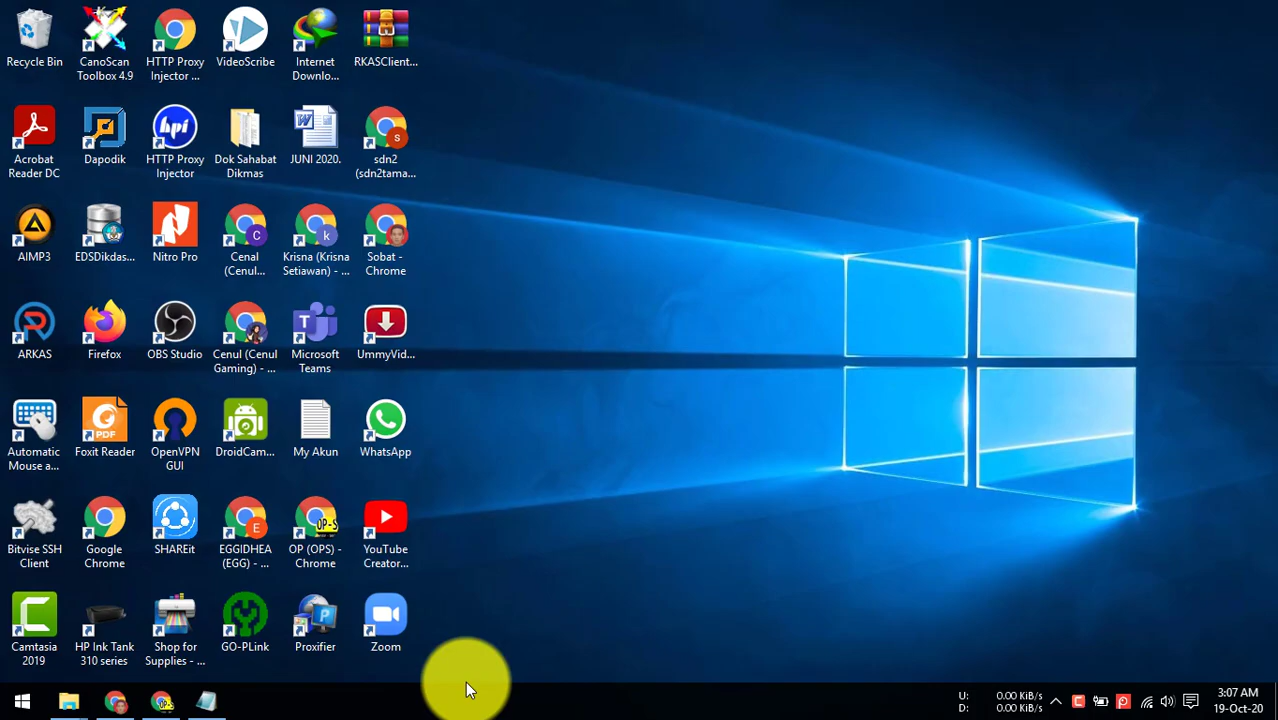 Recycle Bin
CanoScan
Toolbox 4.9
HTTP Proxy
Injector ...
VideoScribe
Internet
Downlo...
RKASClient...
Acrobat
Reader DC
Dapodik
hpi
HTTP Proxy
Injector
Dok Sahabat
Dikmas
JUNI 2020.
s
sdn2
(sdn2tama...
AIMP3
EDSDikdas...
Nitro Pro
C
Cenal
(Cenul...
k
Krisna (Krisna
Setiawan) - ...
Sobat -
Chrome
ARKAS
Firefox
OBS Studio
Cenul (Cenul
Gaming) - ...
T
Microsoft
Teams
UmmyVid...
Automatic
Mouse a...
PDF
Foxit Reader
OpenVPN
GUI
DroidCam...
My Akun
WhatsApp
Bitvise SSH
Client
Google
Chrome
SHAREit
E
EGGIDHEA
(EGG) - ...
OP-S
OP (OPS) -
Chrome
YouTube
Creator...
Camtasia
2019
HP Ink Tank
310 series
Shop for
Supplies - ...
GO-PLink
P
Proxifier
Zoom
OP-S
U: 0.00 KiB/s
D: 0.00 KiB/s
3:07 AM
19-Oct-20